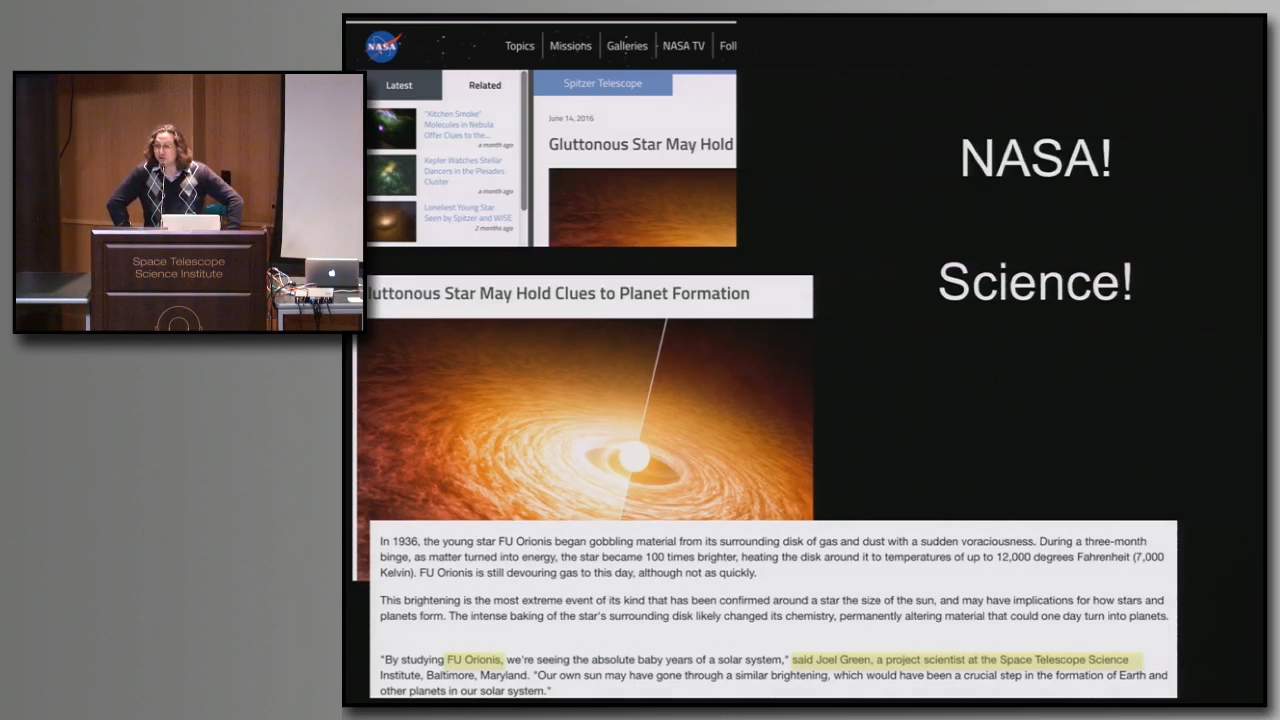 NASA
Topics
Missions
Galleries
NASA TV
Foll
Latest
Related
Spitzer Telescope
"Kitchen Smoke"
Molecules in Nebula
Offer Clues to the...
a month ago
Kepler Watches Stellar
Dancers in the Pleiades
Cluster
a month ago
Loneliest Young Star
Seen by Spitzer and WISE
2 months ago
June 14, 2016
Gluttonous Star May Hold
NASA!
Science!
Space Telescope
Science Institute
luttonous Star May Hold Clues to Planet Formation
In 1936, the young star FU Orionis began gobbling material from its surrounding disk of gas and dust with a sudden voraciousness. During a three-month
binge, as matter turned into energy, the star became 100 times brighter, heating the disk around it to temperatures of up to 12,000 degrees Fahrenheit (7,000
Kelvin). FU Orionis is still devouring gas to this day, although not as quickly.
This brightening is the most extreme event of its kind that has been confirmed around a star the size of the sun, and may have implications for how stars and
planets form. The intense baking of the star's surrounding disk likely changed its chemistry, permanently altering material that could one day turn into planets.
"By studying FU Orionis, we're seeing the absolute baby years of a solar system," said Joel Green, a project scientist at the Space Telescope Science
Institute, Baltimore, Maryland. "Our own sun may have gone through a similar brightening, which would have been a crucial step in the formation of Earth and
other planets in our solar system."